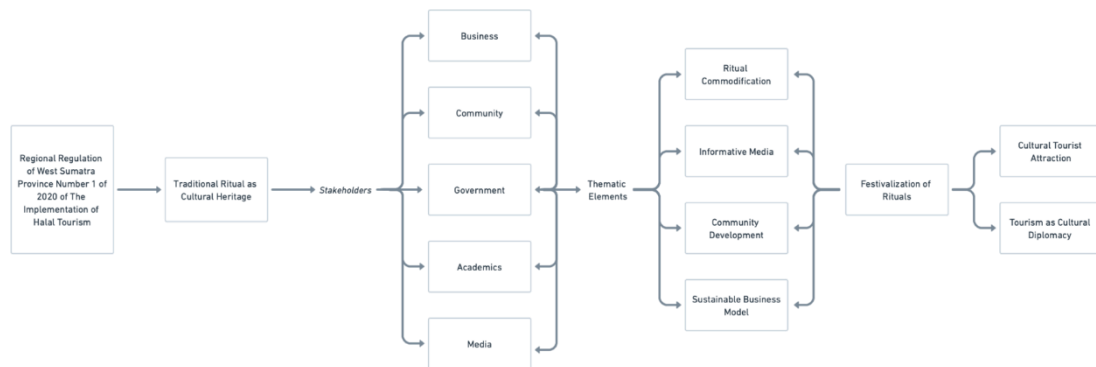 Regional Regulation
of West Sumatra
Province Number 1 of
2020 of The
Implementation of
Halal Tourism
Traditional Ritual as
Cultural Heritage
Stakeholders
Business
Community
Government
Academics
Media
Thematic
Elements
Ritual
Commodification
Informative Media
Community
Development
Sustainable Business
Model
Festivalization of
Rituals
Cultural Tourist
Attraction
Tourism as Cultural
Diplomacy